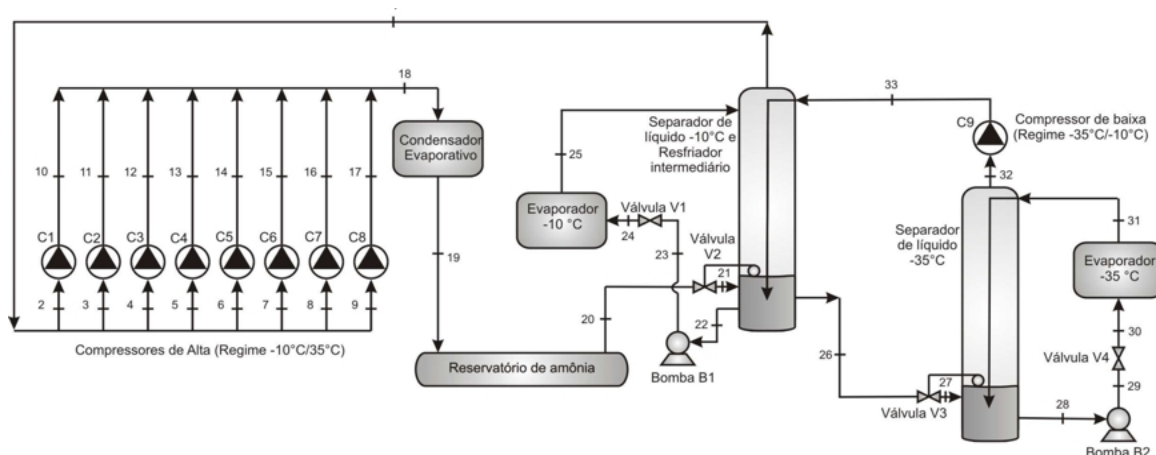 18
33
Separador de
líquido -10°C e
Resfriador
intermediário
C9
Compressor de baixa
(Regime -35°C/-10°C)
Condensador
Evaporativo
25
32
10
11
12
13
14
15
16
17
Evaporador
-10 °C
Válvula V1
24
31
C1
C2
C3
C4
C5
C6
C7
C8
19
23
Válvula
V2
21
Separador
de líquido
-35°C
Evaporador
-35 °C
2
3
4
5
6
7
8
9
20
22
26
30
Compressores de Alta (Regime -10°C/35°C)
Reservatório de amônia
Bomba B1
Válvula V4
27
29
Válvula V3
28
Bomba B2